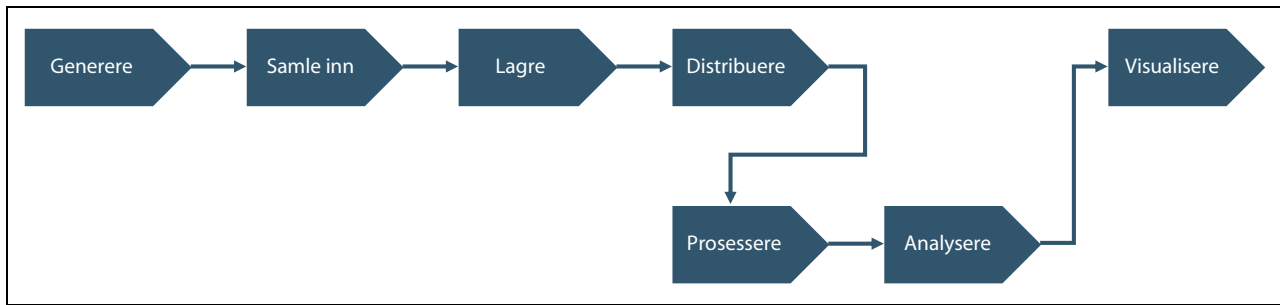 Generere
Samle inn
Lagre
Distribuere
Visualisere
Prosessere
Analysere